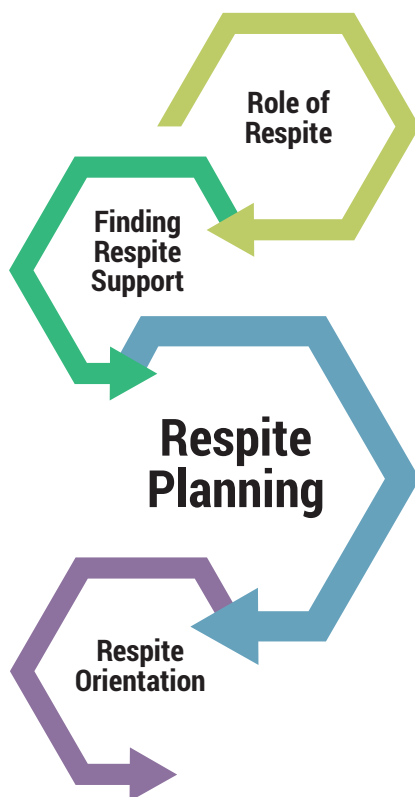 Role of
Respite
Finding
Respite
Support
Respite
Planning
Respite
Orientation